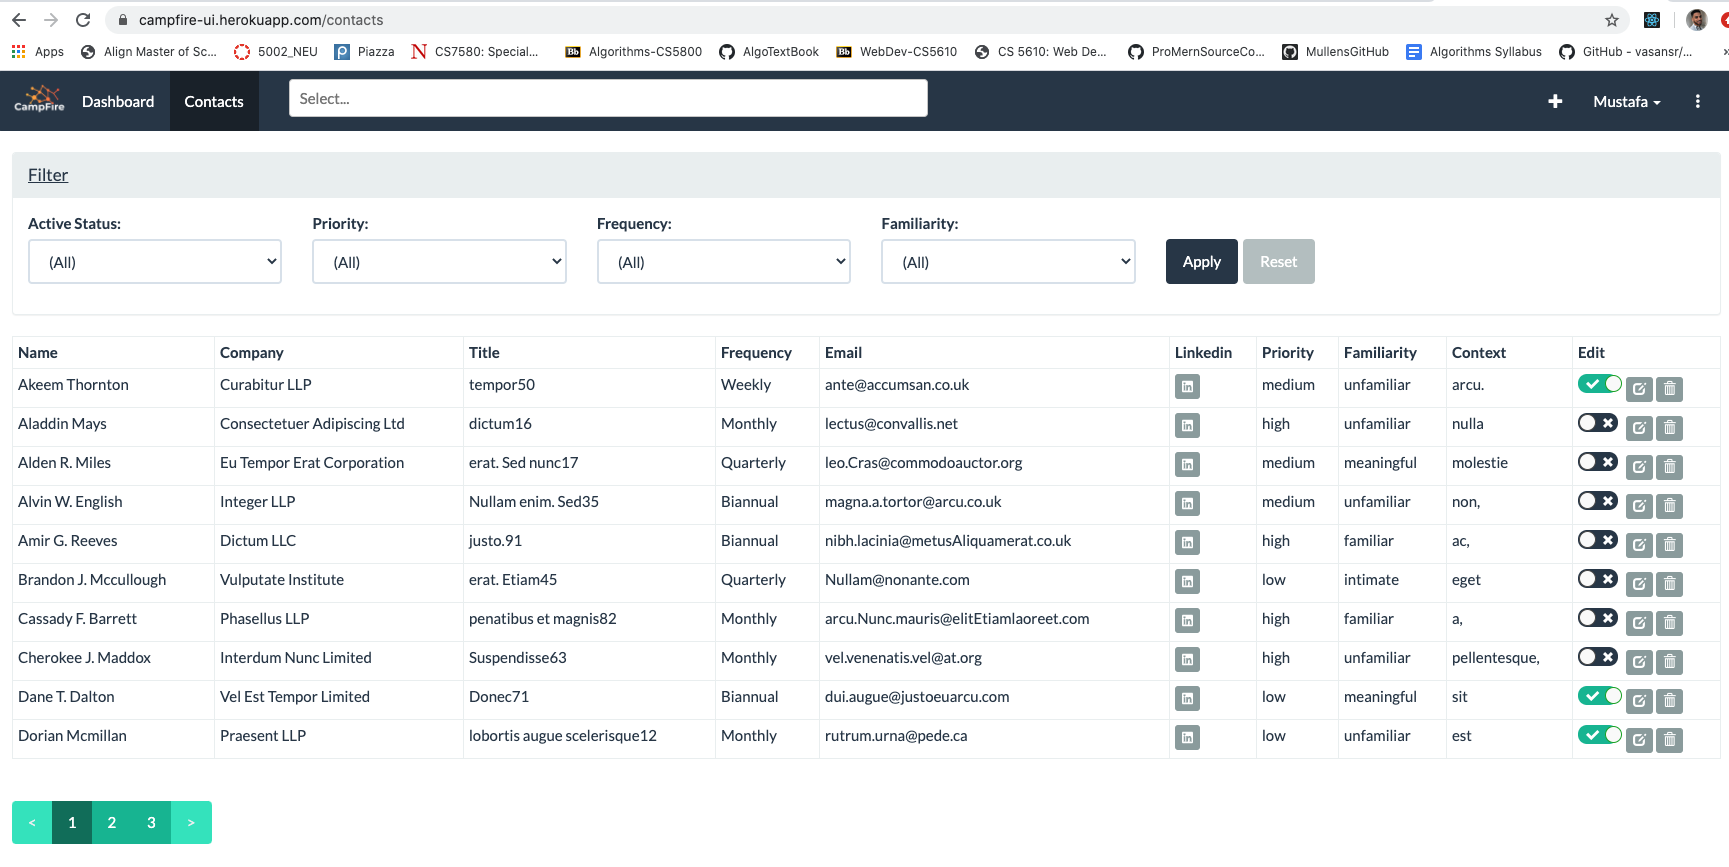 campfire-ui.herokuapp.com/contacts
Apps Align Master of Sc... 5002_NEU Piazza CS7580: Special... Algorithms-CS5800 AlgoTextBook WebDev-CS5610 CS 5610: Web De... ProMernSourceCo... MullensGitHub Algorithms Syllabus GitHub - vasansr/... »
CampFire Dashboard Contacts Select... Mustafa
Filter
Active Status: Priority: Frequency: Familiarity:
(All) (All) (All) (All) Apply Reset
Name Company Title Frequency Email Linkedin Priority Familiarity Context Edit
Akeem Thornton Curabitur LLP tempor50 Weekly ante@accumsan.co.uk medium unfamiliar arcu.
Aladdin Mays Consectetuer Adipiscing Ltd dictum16 Monthly lectus@convallis.net high unfamiliar nulla
Alden R. Miles Eu Tempor Erat Corporation erat. Sed nunc17 Quarterly leo.Cras@commodoauctor.org medium meaningful molestie
Alvin W. English Integer LLP Nullam enim. Sed35 Biannual magna.a.tortor@arcu.co.uk medium unfamiliar non,
Amir G. Reeves Dictum LLC justo.91 Biannual nibh.lacinia@metusAliquamerat.co.uk high familiar ac,
Brandon J. Mccullough Vulputate Institute erat. Etiam45 Quarterly Nullam@nonante.com low intimate eget
Cassady F. Barrett Phasellus LLP penatibus et magnis82 Monthly arcu.Nunc.mauris@elitEtiamlaoreet.com high familiar a,
Cherokee J. Maddox Interdum Nunc Limited Suspendisse63 Monthly vel.venenatis.vel@at.org high unfamiliar pellentesque,
Dane T. Dalton Vel Est Tempor Limited Donec71 Biannual dui.augue@justoeuarcu.com low meaningful sit
Dorian Mcmillan Praesent LLP lobortis augue scelerisque12 Monthly rutrum.urna@pede.ca low unfamiliar est
< 1 2 3 >